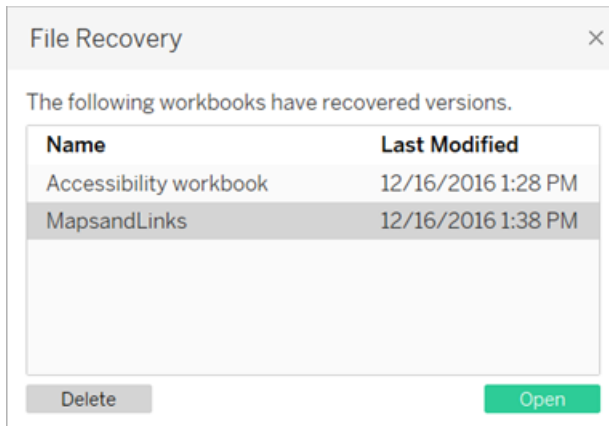 File Recovery
The following workbooks have recovered versions.
Name Last Modified
Accessibility workbook 12/16/2016 1:28 PM
MapsandLinks 12/16/2016 1:38 PM
Delete Open